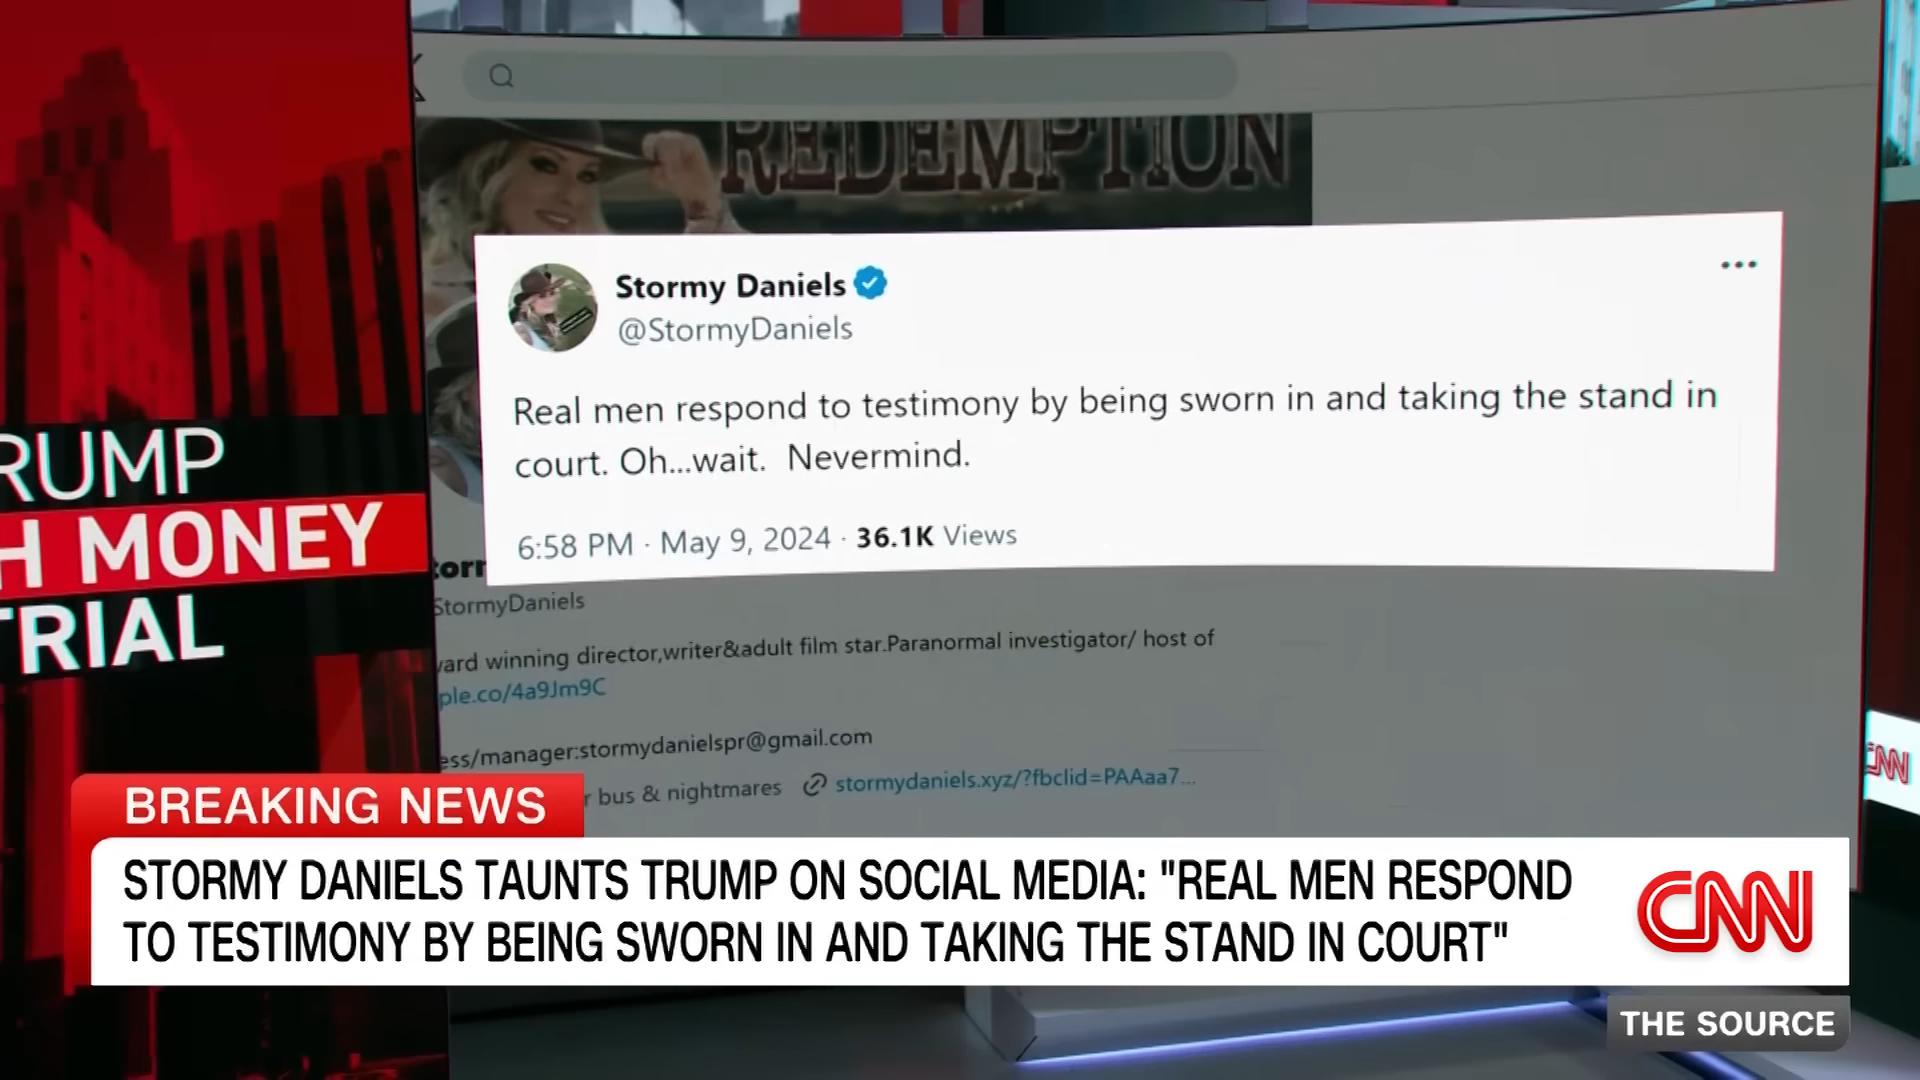 REDEMPTION
Stormy Daniels
@StormyDaniels
Real men respond to testimony by being sworn in and taking the stand in
court. Oh...wait. Nevermind.
6:58 PM · May 9, 2024 · 36.1K Views
RUMP
H MONEY
TRIAL
torr
StormyDaniels
ward winning director,writer&adult film star.Paranormal investigator/ host of
ple.co/4a9Jm9C
ess/manager:stormydanielspr@gmail.com
r bus & nightmares stormydaniels.xyz/?fbclid=PAAaa7...
CNN
BREAKING NEWS
STORMY DANIELS TAUNTS TRUMP ON SOCIAL MEDIA: "REAL MEN RESPOND
TO TESTIMONY BY BEING SWORN IN AND TAKING THE STAND IN COURT"
CNN
THE SOURCE